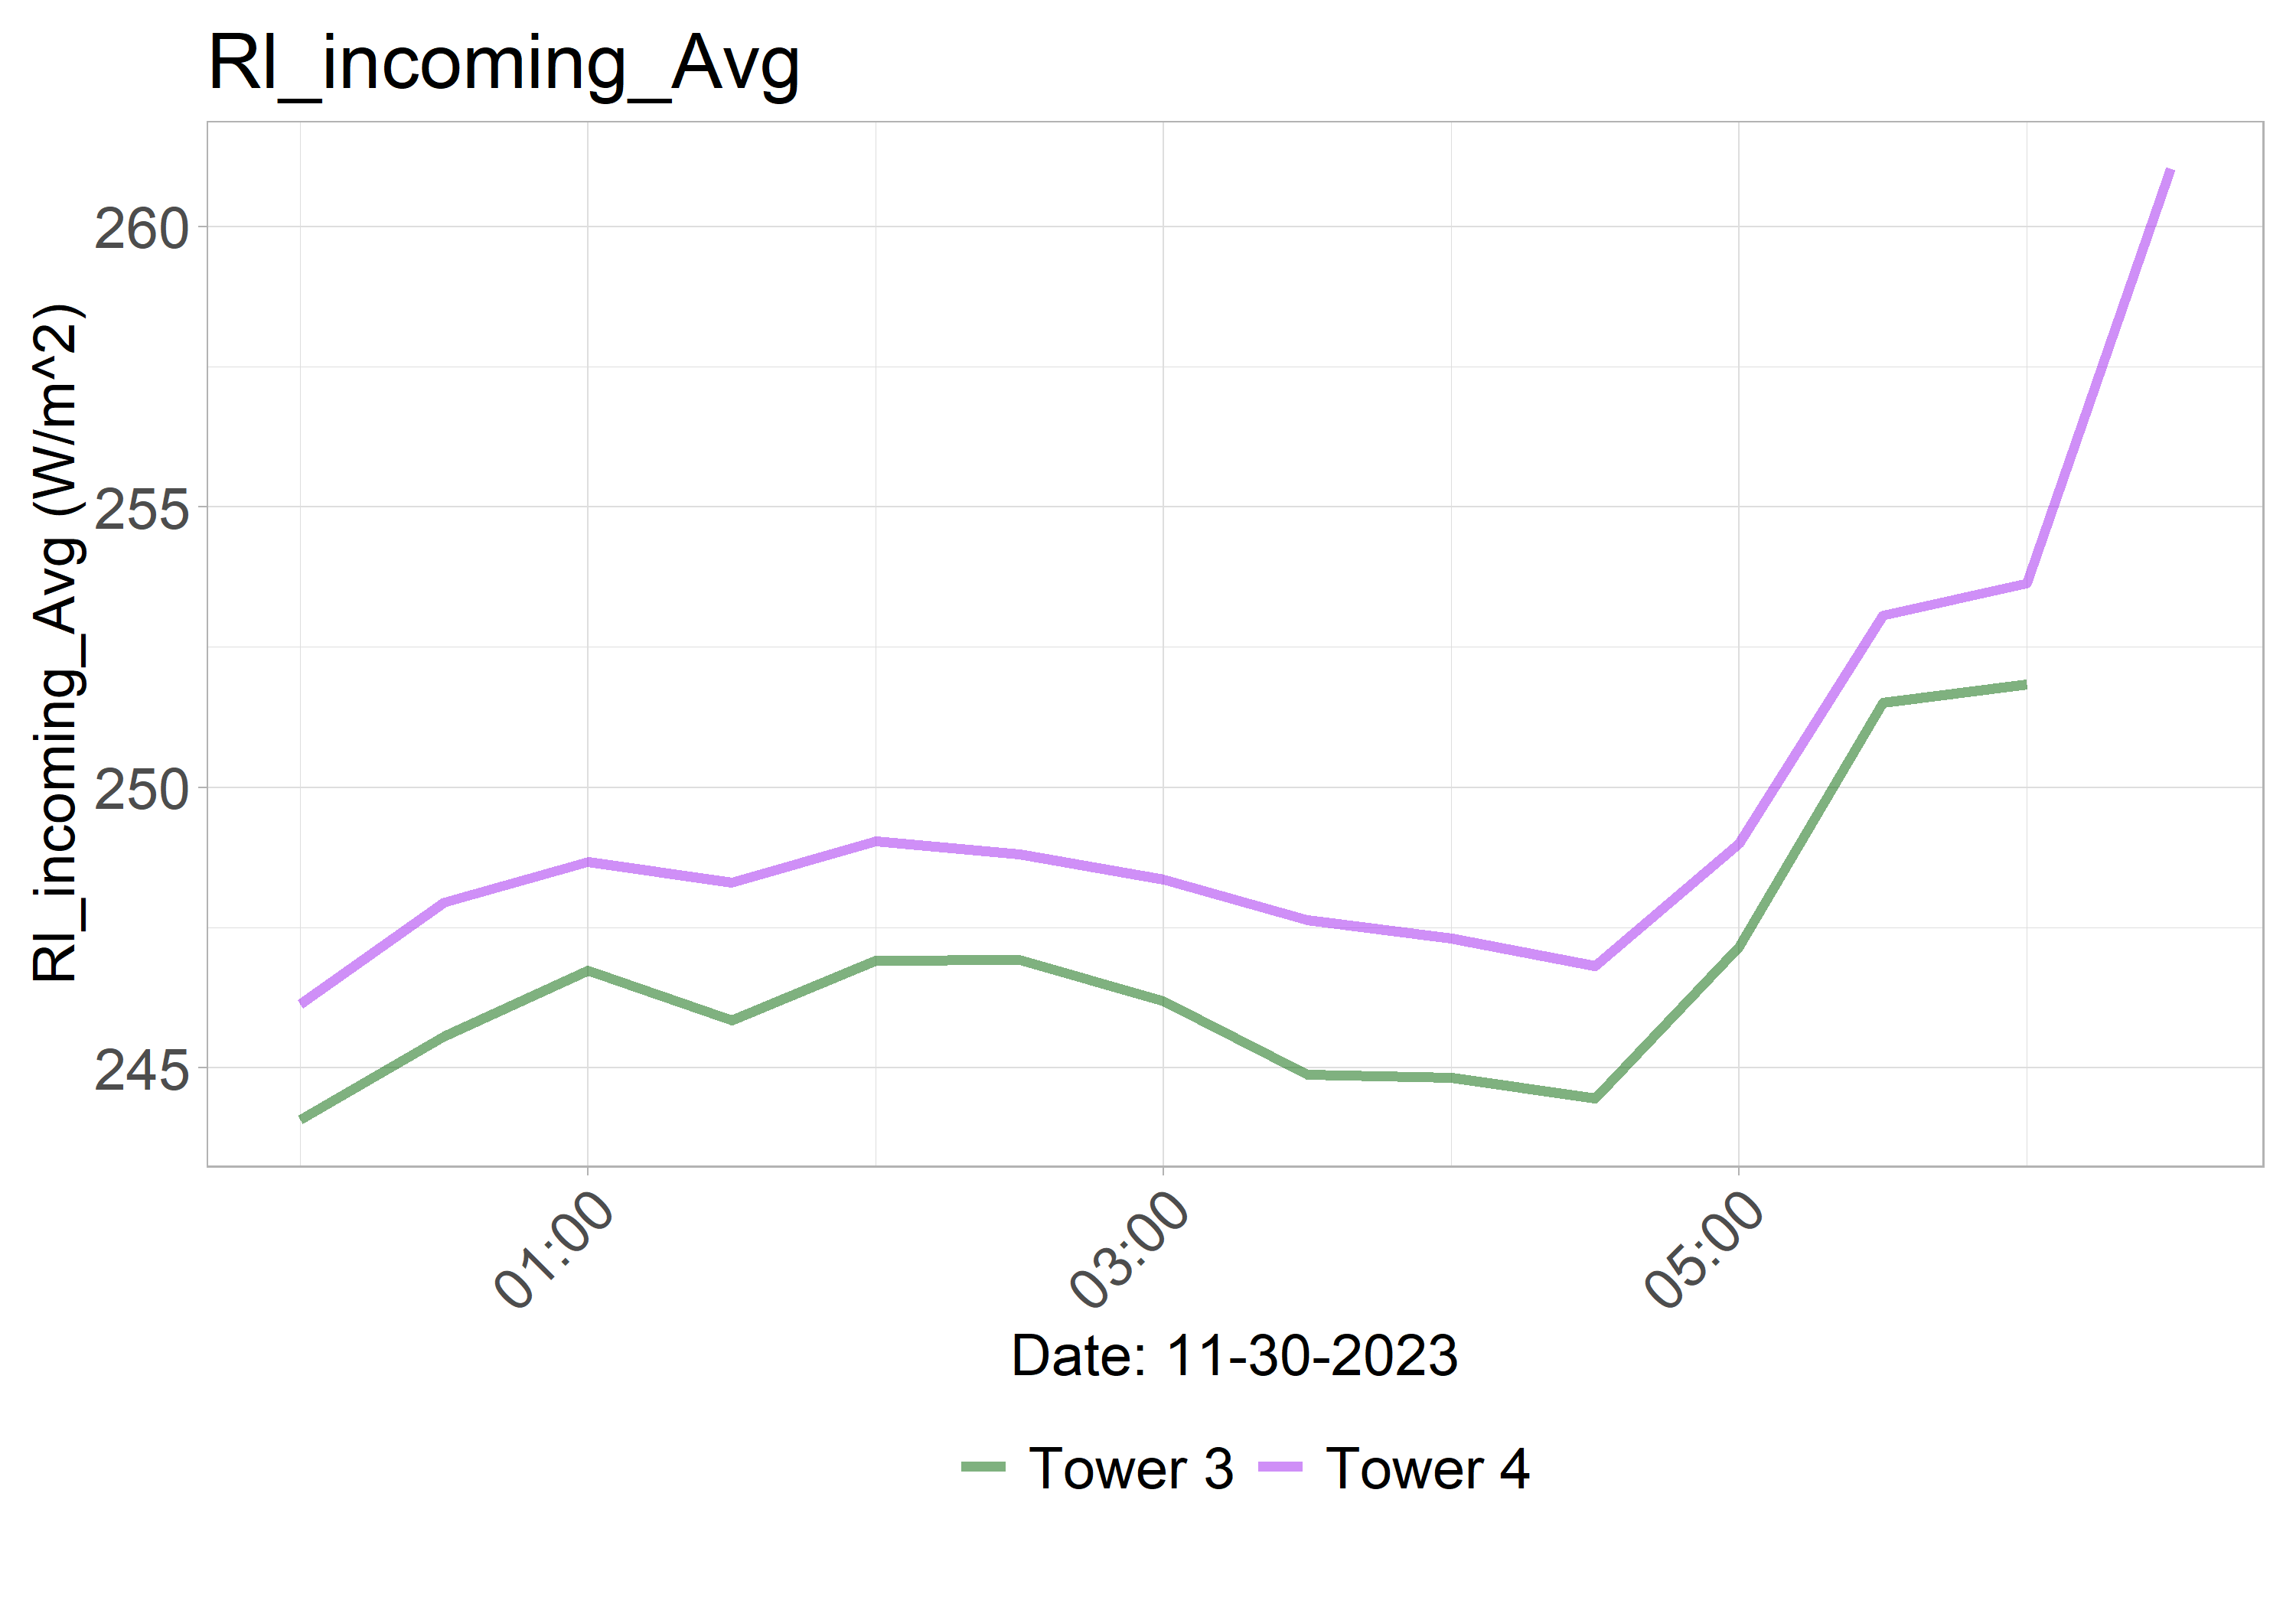 Rl_incoming_Avg
Rl_incoming_Avg (W/m^2)
260
255
250
245
01:00
03:00
05:00
Date: 11-30-2023
Tower 3
Tower 4